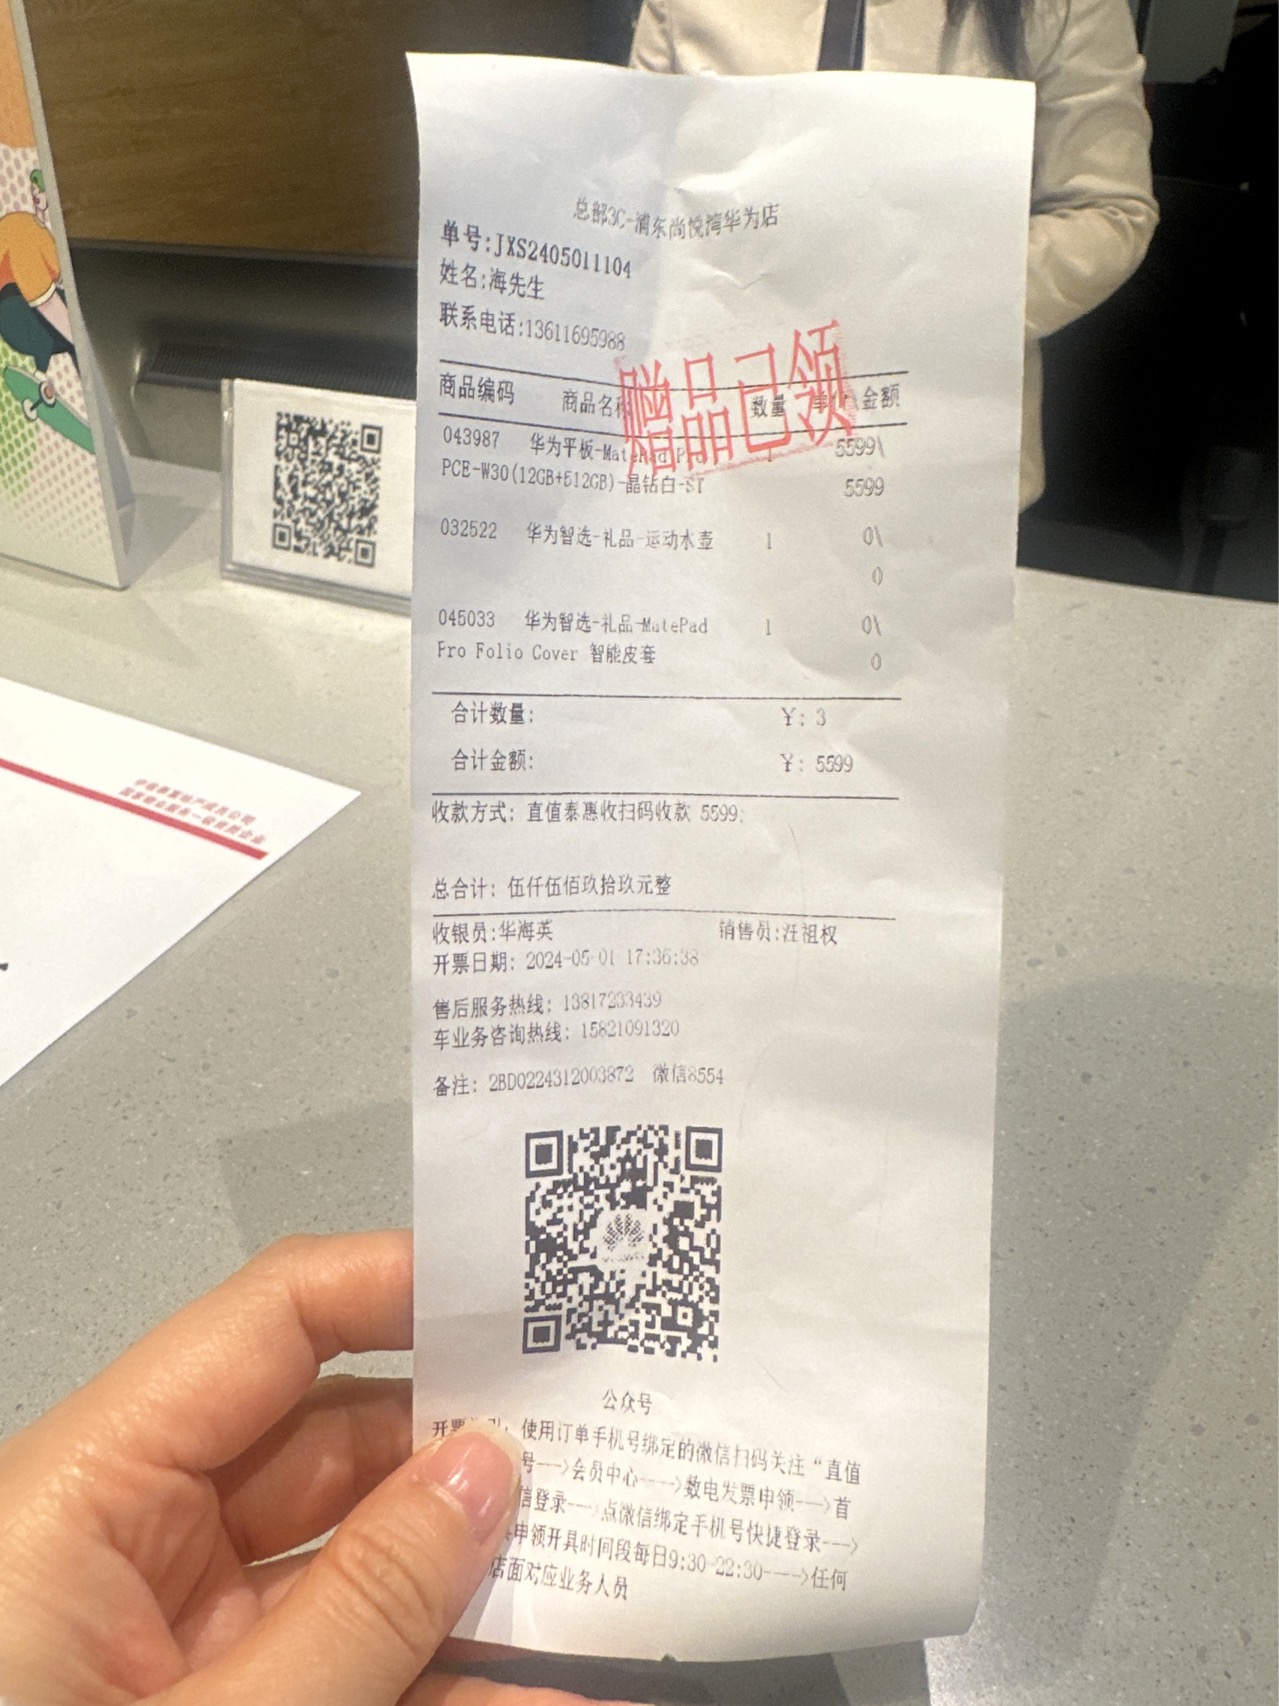 总部3C-浦东尚悦湾华为店
单号:JXS2405011104
姓名:海先生
联系电话:13611695988
赠品已领
商品编码 商品名称 数量 单价\金额
043987 华为平板-MatePad Pro 1 5599\
PCE-W30(12GB+512GB)-晶钻白-ST 5599
032522 华为智选-礼品-运动水壶 1 0\
0
045033 华为智选-礼品-MatePad 1 0\
Pro Folio Cover 智能皮套 0
合计数量: ¥: 3
合计金额: ¥: 5599
收款方式: 直值泰惠收扫码收款 5599;
总合计: 伍仟伍佰玖拾玖元整
收银员:华海英 销售员:汪祖权
开票日期: 2024-05-01 17:36:38
售后服务热线: 13817233439
车业务咨询热线: 15821091320
备注: 2BD0224312003872 微信8554
公众号
开票 使用订单手机号绑定的微信扫码关注“直值
号--->会员中心---->数电发票申领--->首
信登录--->点微信绑定手机号快捷登录--->
申领开具时间段每日9:30-22:30---->任何
店面对应业务人员